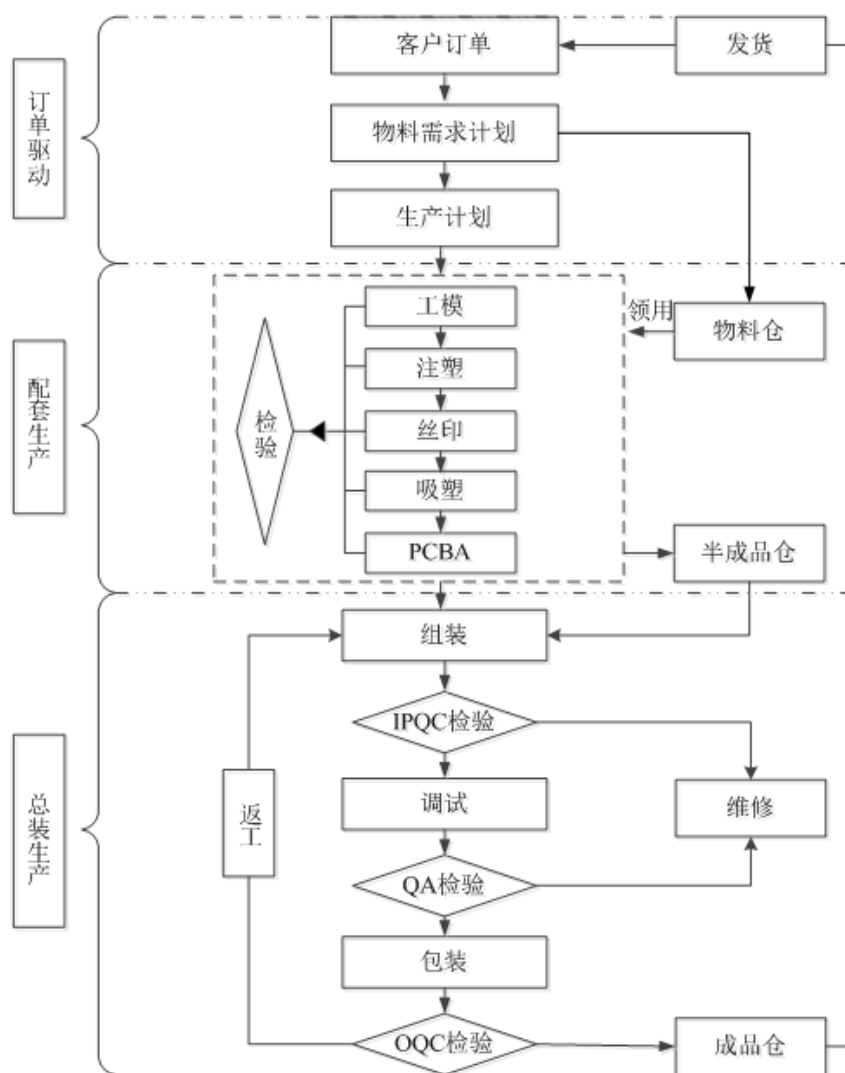 客户订单
发货
订单驱动
物料需求计划
生产计划
工模
领用
物料仓
配套生产
注塑
检验
丝印
吸塑
PCBA
半成品仓
组装
IPQC检验
总装生产
返工
调试
维修
QA检验
包装
OQC检验
成品仓